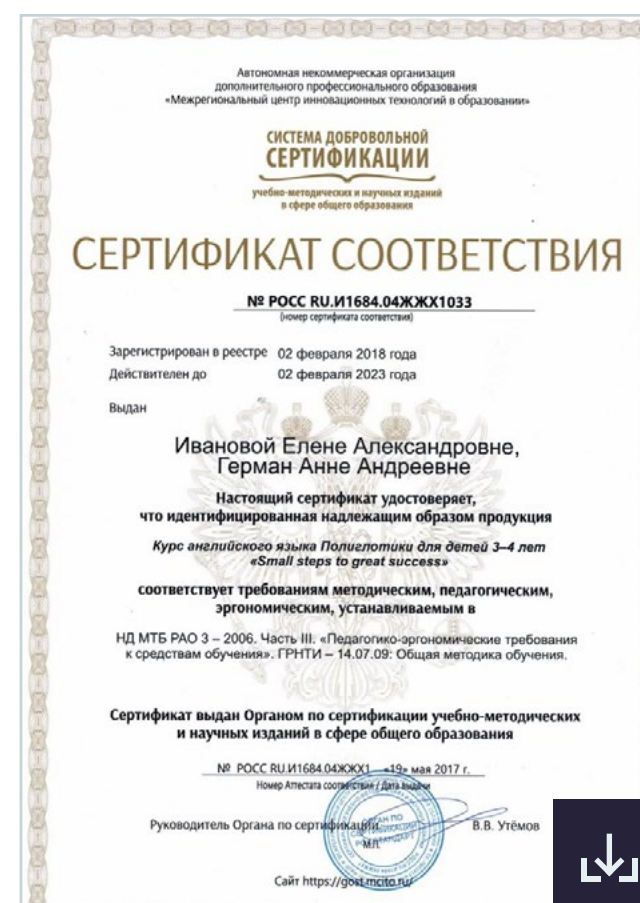 Автономная некоммерческая организация
дополнительного профессионального образования
«Межрегиональный центр инновационных технологий в образовании»
СИСТЕМА ДОБРОВОЛЬНОЙ
СЕРТИФИКАЦИИ
учебно-методических и научных изданий
в сфере общего образования
СЕРТИФИКАТ СООТВЕТСТВИЯ
№ РОСС RU.И1684.04ЖЖХ1033
(номер сертификата соответствия)
Зарегистрирован в реестре 02 февраля 2018 года
Действителен до 02 февраля 2023 года
Выдан
Ивановой Елене Александровне,
Герман Анне Андреевне
Настоящий сертификат удостоверяет,
что идентифицированная надлежащим образом продукция
Курс английского языка Полиглотики для детей 3–4 лет
«Small steps to great success»
соответствует требованиям методическим, педагогическим,
эргономическим, устанавливаемым в
НД МТБ РАО 3 – 2006. Часть III. «Педагогико-эргономические требования
к средствам обучения». ГРНТИ – 14.07.09: Общая методика обучения.
Сертификат выдан Органом по сертификации учебно-методических
и научных изданий в сфере общего образования
№ РОСС RU.И1684.04ЖЖХ1 «19» мая 2017 г.
Номер Аттестата соответствия / Дата выдачи
Руководитель Органа по сертификации В.В. Утёмов
ОРГАН ПО
СЕРТИФИКАЦИИ
М.П.
Сайт https://gost.mcito.ru/